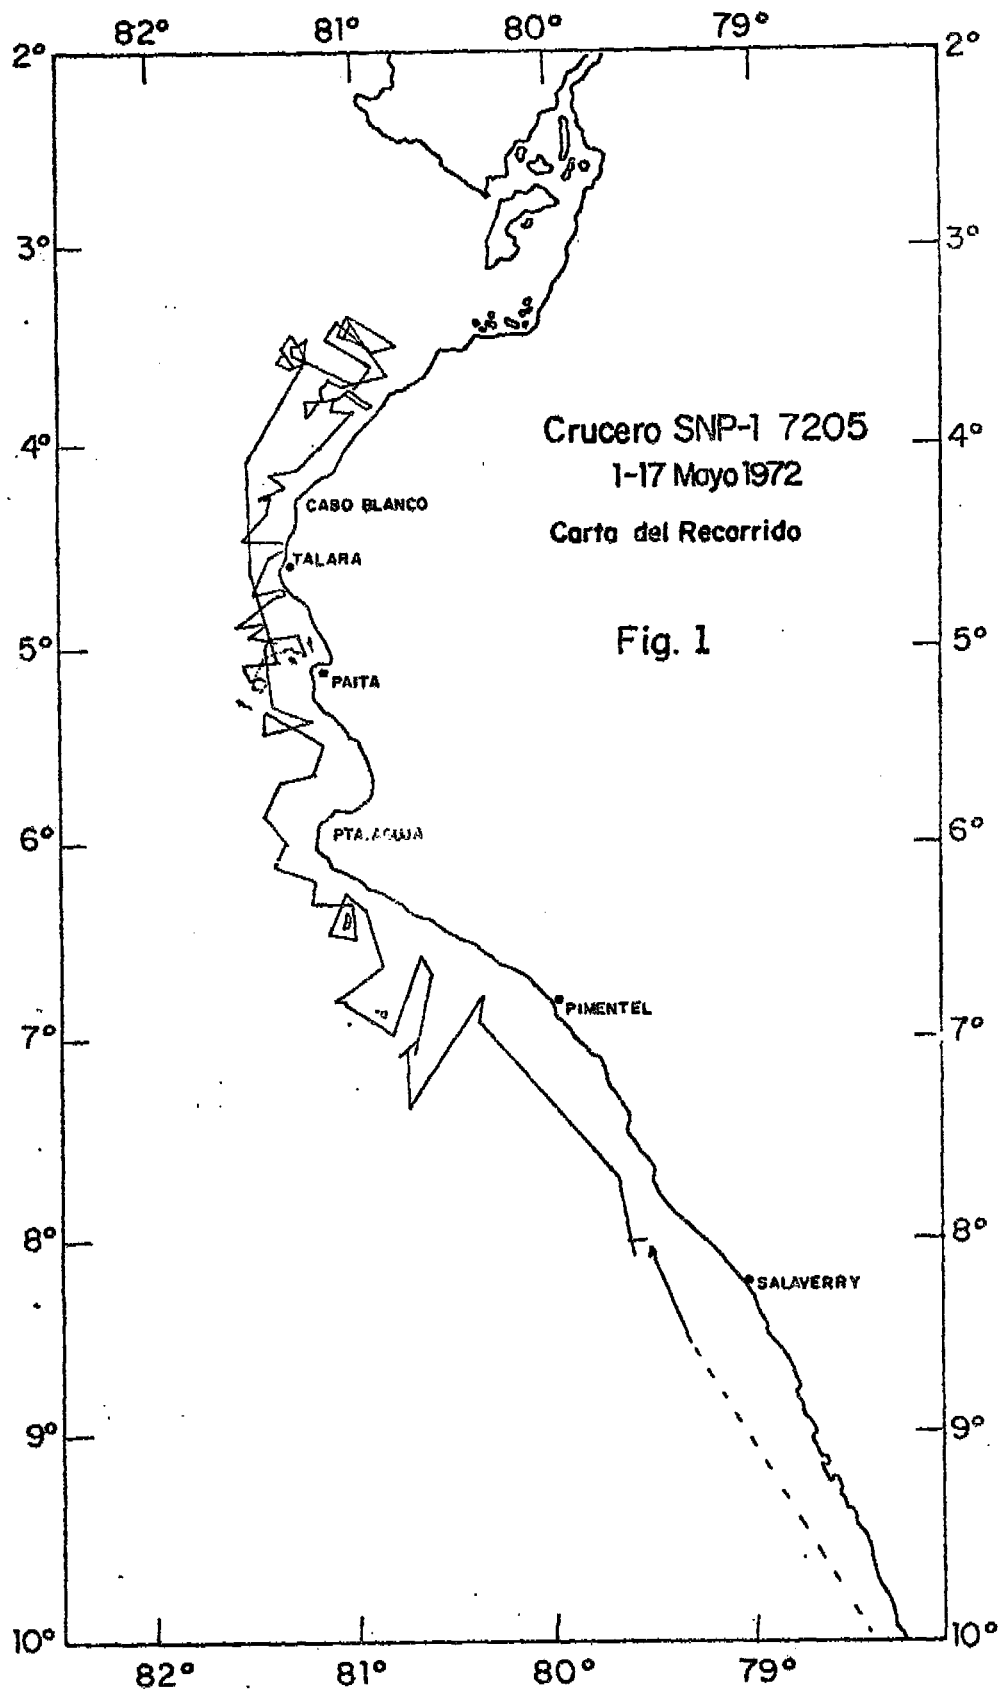 82° 81° 80° 79°
2° 2°
3° 3°
4° 4°
Crucero SNP-1 7205
1-17 Mayo 1972
CABO BLANCO
Carta del Recorrido
TALARA
Fig. 1
5° 5°
PAITA
6° 6°
PTA. AGUJA
PIMENTEL
7° 7°
8° 8°
SALAVERRY
9° 9°
10° 10°
82° 81° 80° 79°